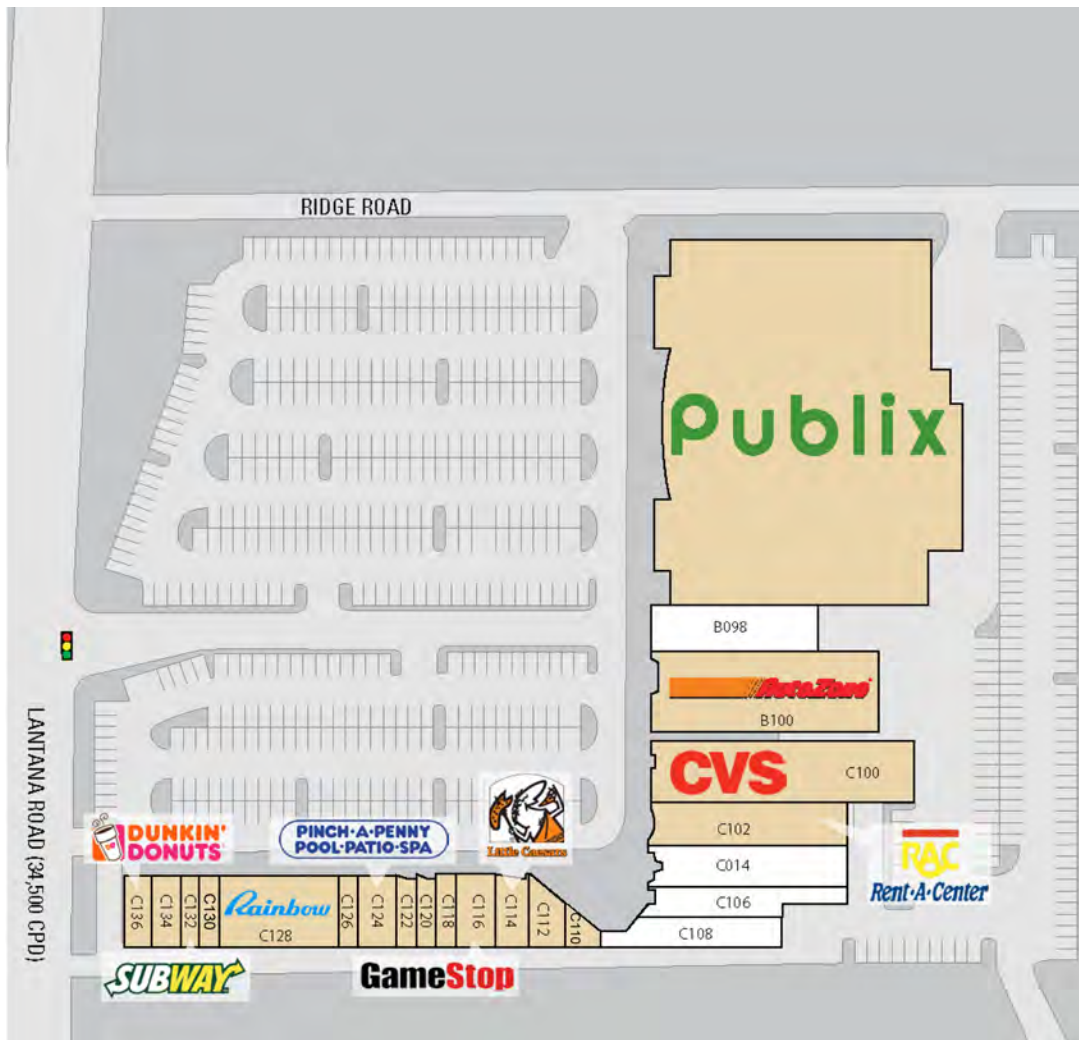 RIDGE ROAD
Publix
B098
AutoZone
B100
LANTANA ROAD (34,500 CPD)
CVS
C100
C102
RAC
Rent-A-Center
C014
C106
C108
DUNKIN'
DONUTS
PINCH-A-PENNY
POOL·PATIO·SPA
Little Caesars
C136
C134
C132
C130
Rainbow
C128
C126
C124
C122
C120
C118
C116
C114
C112
C110
SUBWAY
GameStop